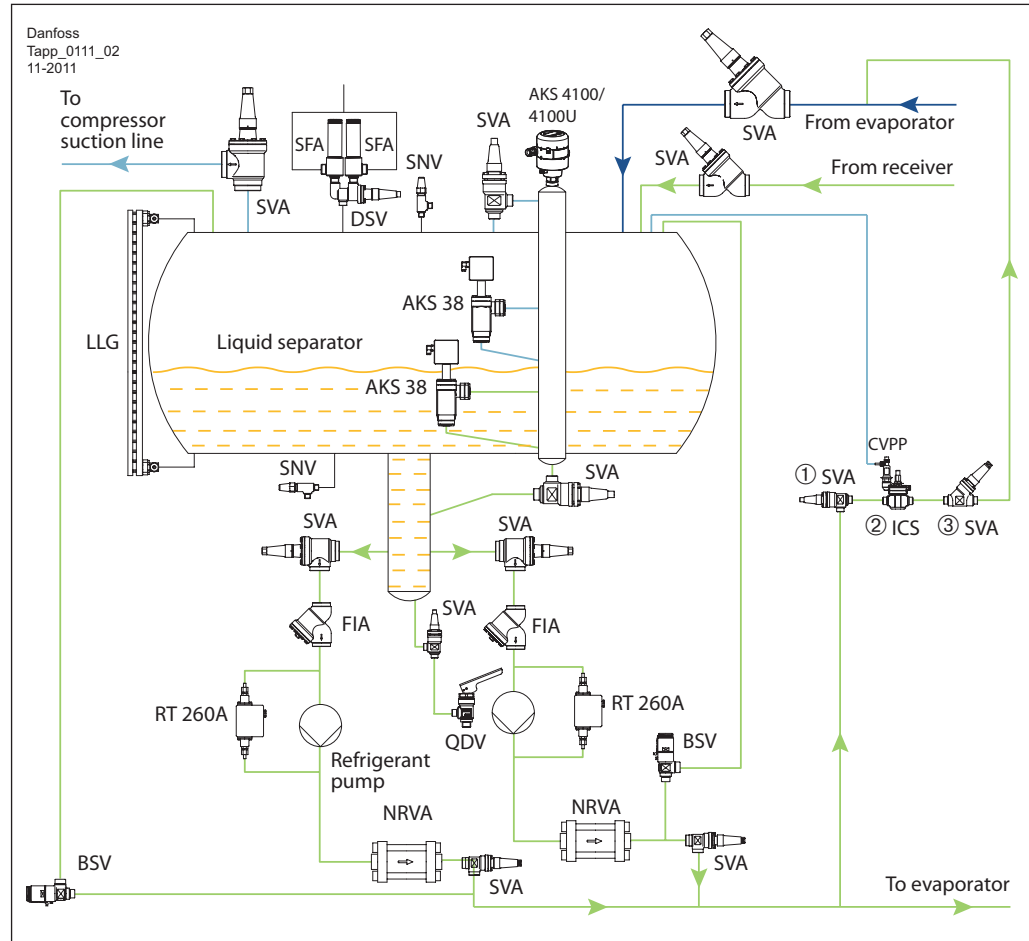 Danfoss
Tapp_0111_02
11-2011
To
compressor
suction line
SVA
SFA
SFA
DSV
SNV
SVA
AKS 4100/
4100U
SVA
From evaporator
SVA
From receiver
LLG
Liquid separator
AKS 38
AKS 38
SNV
SVA
SVA
SVA
FIA
FIA
SVA
QDV
RT 260A
RT 260A
Refrigerant
pump
BSV
NRVA
NRVA
SVA
SVA
BSV
CVPP
① SVA
② ICS
③ SVA
To evaporator